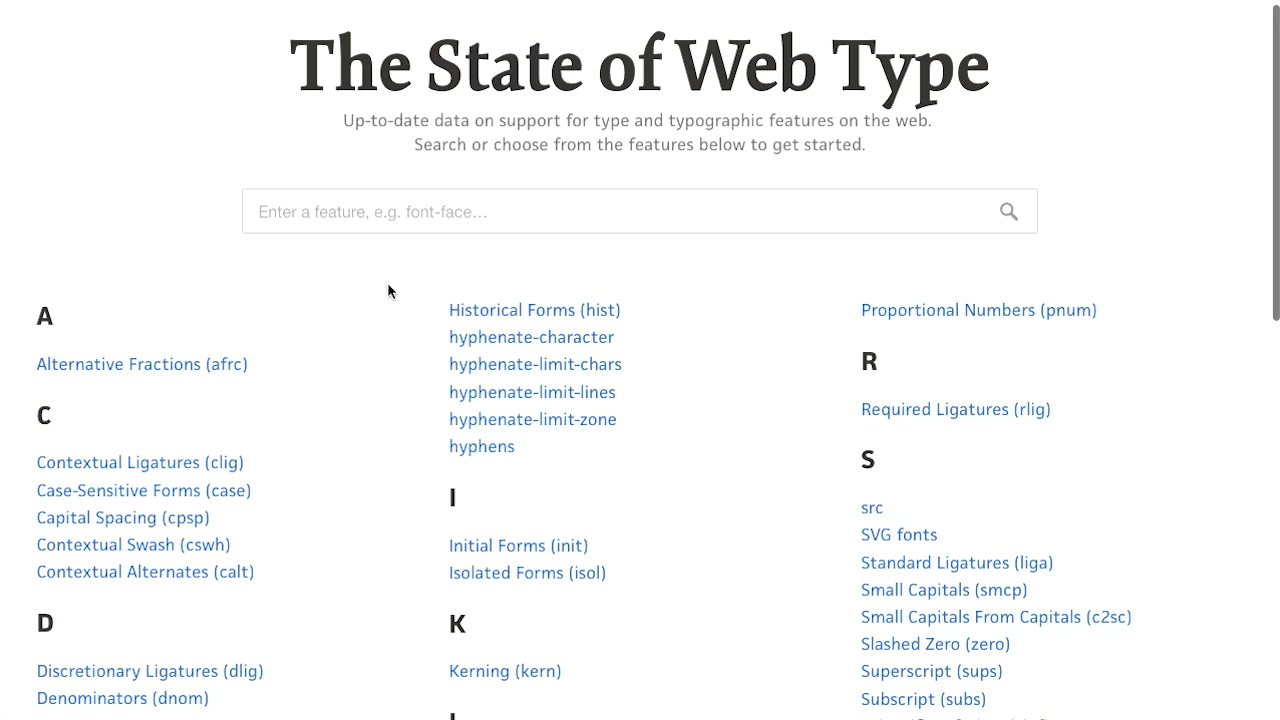 The State of Web Type
Up-to-date data on support for type and typographic features on the web.
Search or choose from the features below to get started.
Enter a feature, e.g. font-face...
A
Alternative Fractions (afrc)
C
Contextual Ligatures (clig)
Case-Sensitive Forms (case)
Capital Spacing (cpsp)
Contextual Swash (cswh)
Contextual Alternates (calt)
D
Discretionary Ligatures (dlig)
Denominators (dnom)
Historical Forms (hist)
hyphenate-character
hyphenate-limit-chars
hyphenate-limit-lines
hyphenate-limit-zone
hyphens
I
Initial Forms (init)
Isolated Forms (isol)
K
Kerning (kern)
Proportional Numbers (pnum)
R
Required Ligatures (rlig)
S
src
SVG fonts
Standard Ligatures (liga)
Small Capitals (smcp)
Small Capitals From Capitals (c2sc)
Slashed Zero (zero)
Superscript (sups)
Subscript (subs)